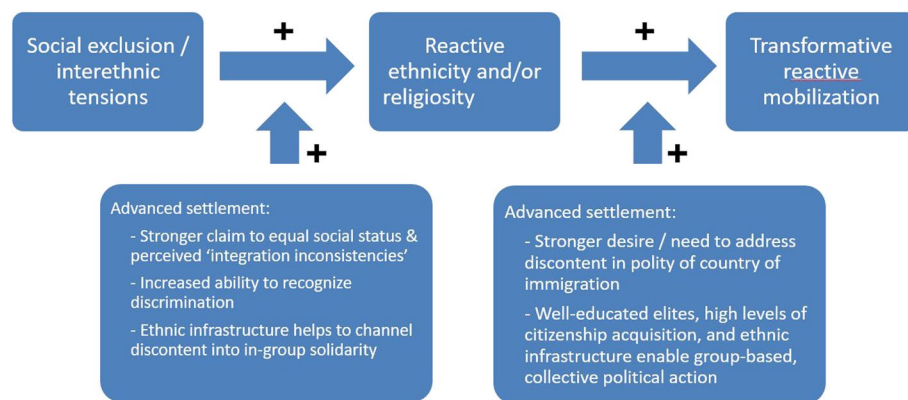 Social exclusion /
interethnic
tensions
+
Reactive
ethnicity and/or
religiosity
+
Transformative
reactive
mobilization
+
+
Advanced settlement:
- Stronger claim to equal social status &
perceived ‘integration inconsistencies’
- Increased ability to recognize
discrimination
- Ethnic infrastructure helps to channel
discontent into in-group solidarity
Advanced settlement:
- Stronger desire / need to address
discontent in polity of country of
immigration
- Well-educated elites, high levels of
citizenship acquisition, and ethnic
infrastructure enable group-based,
collective political action